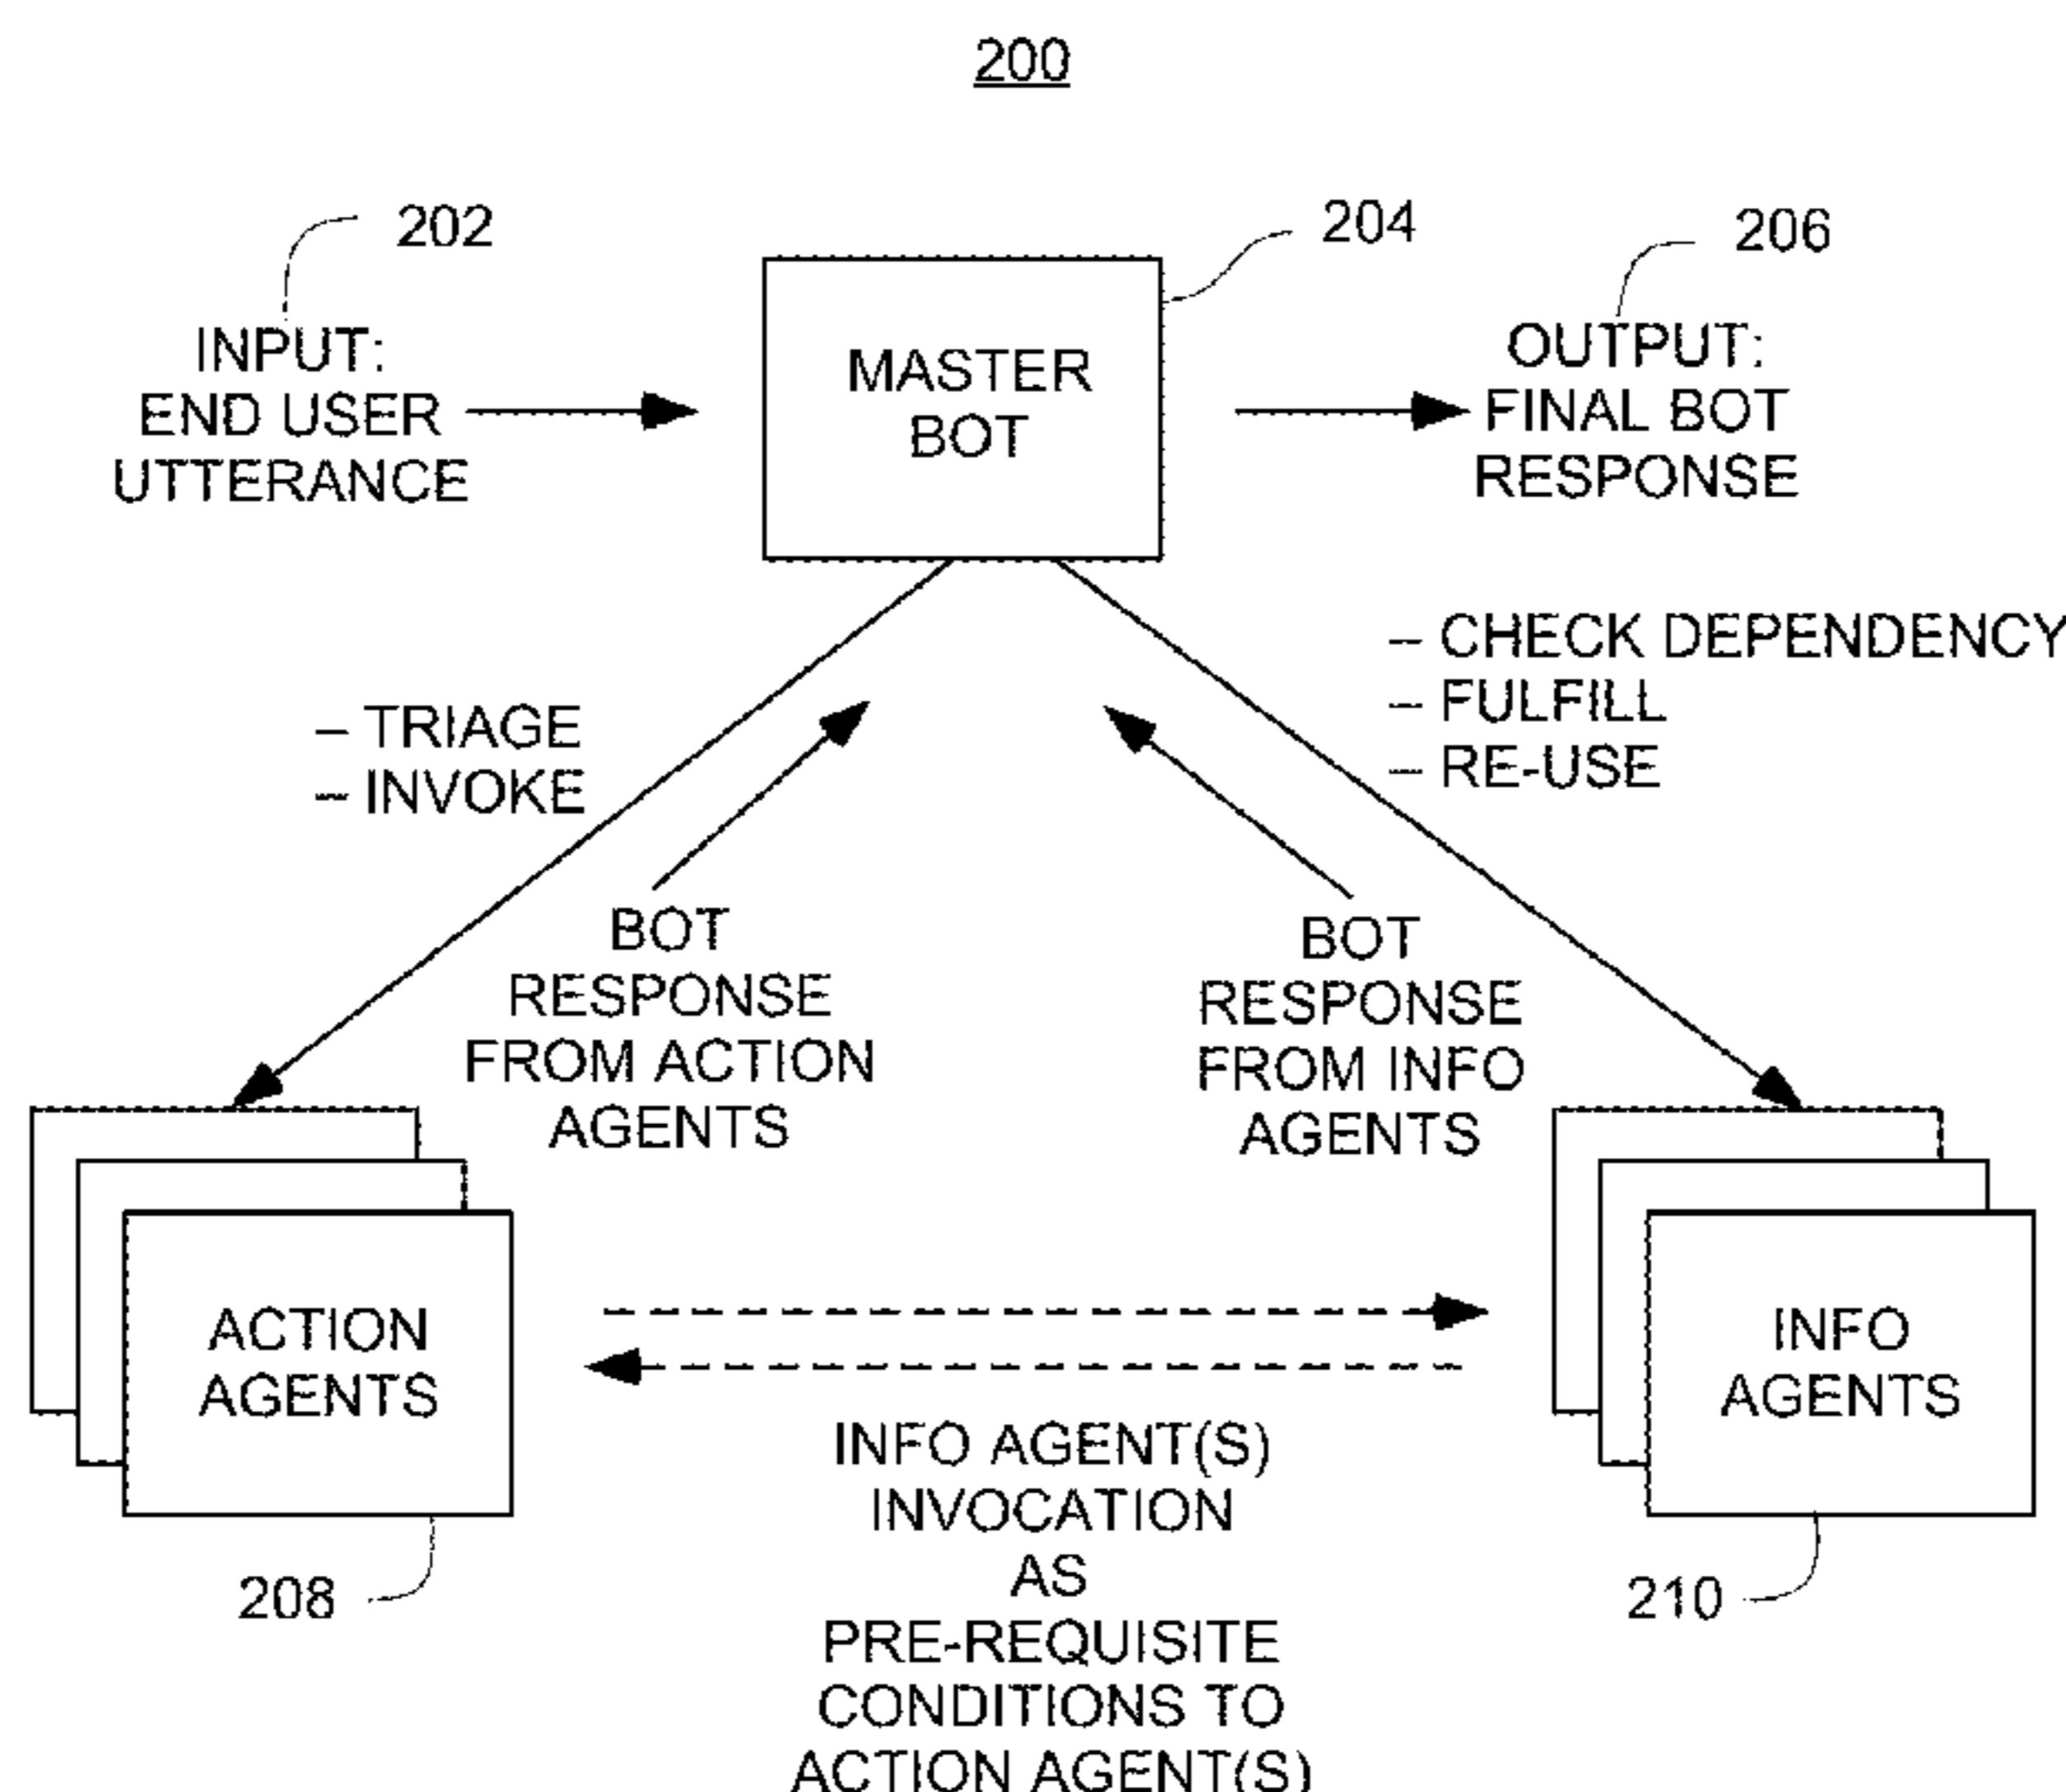 200
202
204
206
INPUT:
END USER
UTTERANCE
MASTER
BOT
OUTPUT:
FINAL BOT
RESPONSE
– TRIAGE
– INVOKE
– CHECK DEPENDENCY
– FULFILL
– RE-USE
BOT
RESPONSE
FROM ACTION
AGENTS
BOT
RESPONSE
FROM INFO
AGENTS
ACTION
AGENTS
INFO
AGENTS
INFO AGENT(S)
INVOCATION
AS
PRE-REQUISITE
CONDITIONS TO
ACTION AGENT(S)
208
210